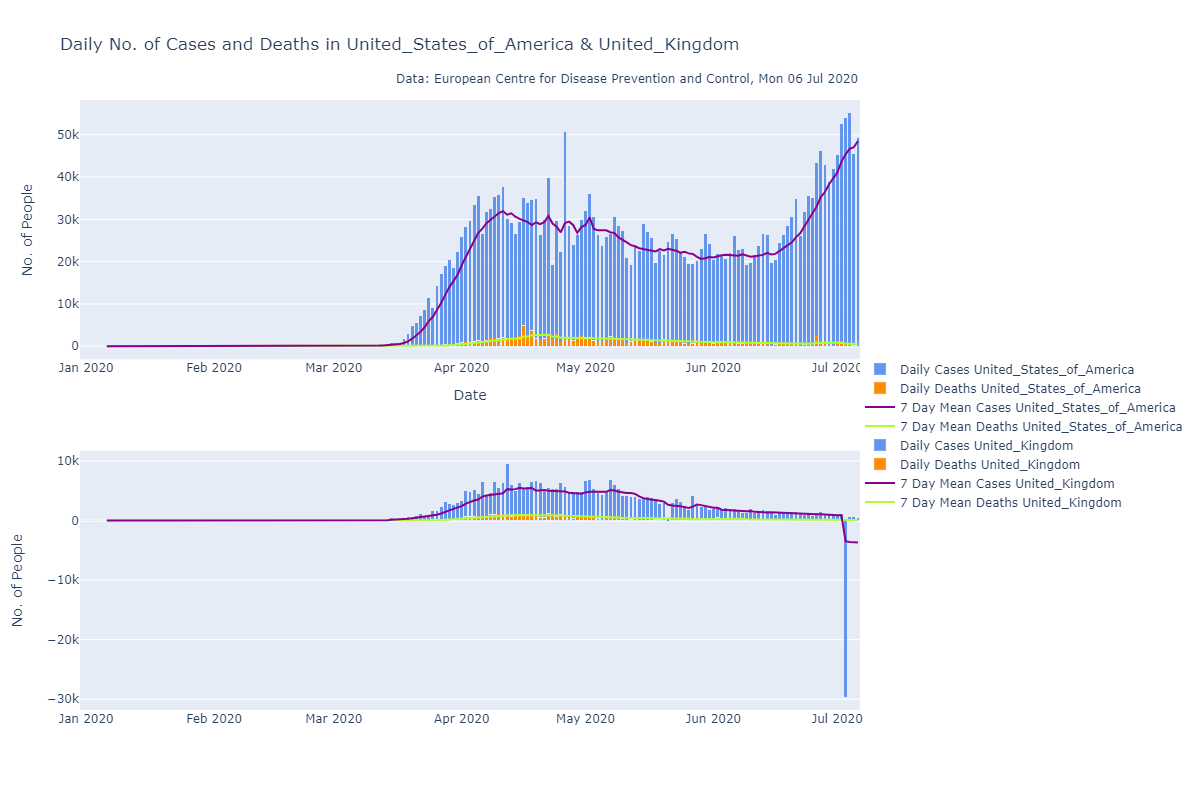 Daily No. of Cases and Deaths in United_States_of_America & United_Kingdom
Data: European Centre for Disease Prevention and Control, Mon 06 Jul 2020
No. of People
50k
40k
30k
20k
10k
0
Jan 2020 Feb 2020 Mar 2020 Apr 2020 May 2020 Jun 2020 Jul 2020
Date
Daily Cases United_States_of_America
Daily Deaths United_States_of_America
7 Day Mean Cases United_States_of_America
7 Day Mean Deaths United_States_of_America
Daily Cases United_Kingdom
Daily Deaths United_Kingdom
7 Day Mean Cases United_Kingdom
7 Day Mean Deaths United_Kingdom
No. of People
10k
0
−10k
−20k
−30k
Jan 2020 Feb 2020 Mar 2020 Apr 2020 May 2020 Jun 2020 Jul 2020